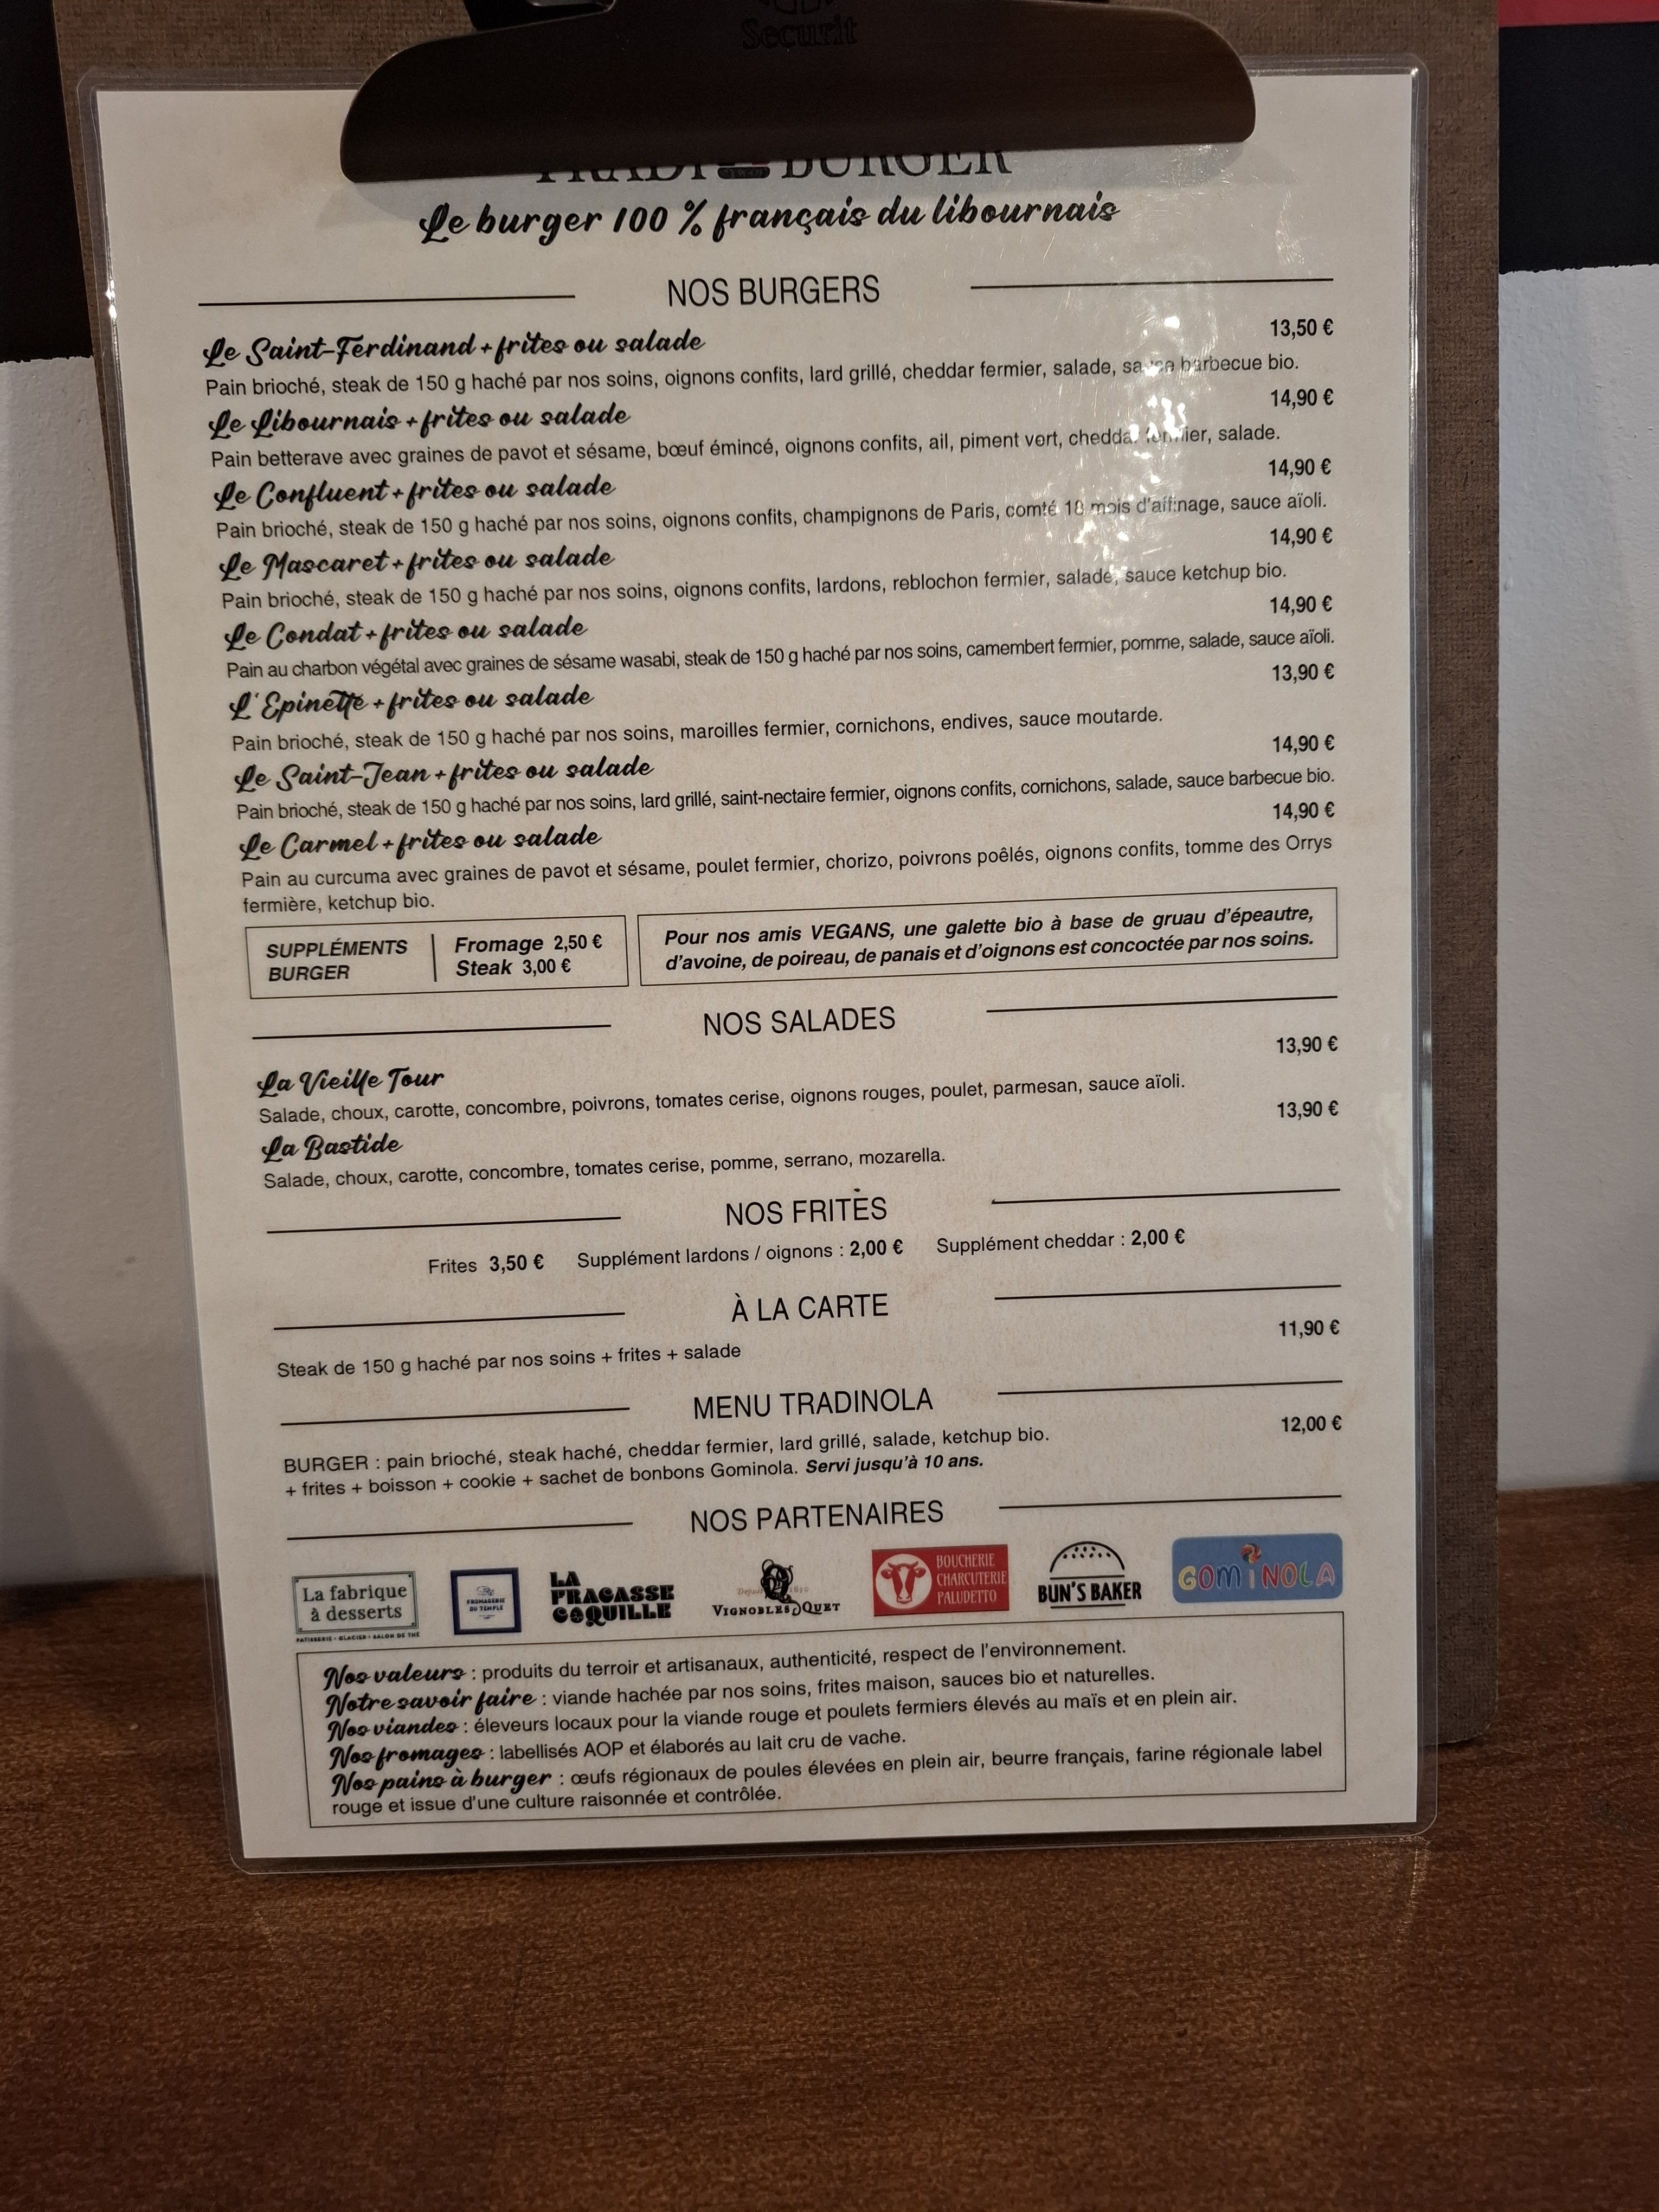 Securit
TRADI BURGER
Le burger 100 % français du libournais
NOS BURGERS
Le Saint-Ferdinand + frites ou salade 13,50 €
Pain brioché, steak de 150 g haché par nos soins, oignons confits, lard grillé, cheddar fermier, salade, sauce barbecue bio.
Le Libournais + frites ou salade 14,90 €
Pain betterave avec graines de pavot et sésame, bœuf émincé, oignons confits, ail, piment vert, cheddar fermier, salade.
Le Confluent + frites ou salade 14,90 €
Pain brioché, steak de 150 g haché par nos soins, oignons confits, champignons de Paris, comté 18 mois d'affinage, sauce aïoli.
Le Mascaret + frites ou salade 14,90 €
Pain brioché, steak de 150 g haché par nos soins, oignons confits, lardons, reblochon fermier, salade, sauce ketchup bio.
Le Condat + frites ou salade 14,90 €
Pain au charbon végétal avec graines de sésame wasabi, steak de 150 g haché par nos soins, camembert fermier, pomme, salade, sauce aïoli.
L'Epinette + frites ou salade 13,90 €
Pain brioché, steak de 150 g haché par nos soins, maroilles fermier, cornichons, endives, sauce moutarde.
Le Saint-Jean + frites ou salade 14,90 €
Pain brioché, steak de 150 g haché par nos soins, lard grillé, saint-nectaire fermier, oignons confits, cornichons, salade, sauce barbecue bio.
Le Carmel + frites ou salade 14,90 €
Pain au curcuma avec graines de pavot et sésame, poulet fermier, chorizo, poivrons poêlés, oignons confits, tomme des Orrys
fermière, ketchup bio.
SUPPLÉMENTS
BURGER
Fromage 2,50 €
Steak 3,00 €
Pour nos amis VEGANS, une galette bio à base de gruau d'épeautre,
d'avoine, de poireau, de panais et d'oignons est concoctée par nos soins.
NOS SALADES
La Vieille Tour 13,90 €
Salade, choux, carotte, concombre, poivrons, tomates cerise, oignons rouges, poulet, parmesan, sauce aïoli.
La Bastide 13,90 €
Salade, choux, carotte, concombre, tomates cerise, pomme, serrano, mozarella.
NOS FRITES
Frites 3,50 € Supplément lardons / oignons : 2,00 € Supplément cheddar : 2,00 €
À LA CARTE
Steak de 150 g haché par nos soins + frites + salade 11,90 €
MENU TRADINOLA
BURGER : pain brioché, steak haché, cheddar fermier, lard grillé, salade, ketchup bio. 12,00 €
+ frites + boisson + cookie + sachet de bonbons Gominola. Servi jusqu'à 10 ans.
NOS PARTENAIRES
La fabrique
à desserts
PATISSERIE - GLACIER - SALON DE THÉ
FROMAGERIE
DU TEMPLE
LA
FRACASSE
COQUILLE
Depuis
VIGNOBLES QUET
BOUCHERIE
CHARCUTERIE
PALUDETTO
BUN'S BAKER
GOMINOLA
Nos valeurs : produits du terroir et artisanaux, authenticité, respect de l'environnement.
Notre savoir faire : viande hachée par nos soins, frites maison, sauces bio et naturelles.
Nos viandes : éleveurs locaux pour la viande rouge et poulets fermiers élevés au maïs et en plein air.
Nos fromages : labellisés AOP et élaborés au lait cru de vache.
Nos pains à burger : œufs régionaux de poules élevées en plein air, beurre français, farine régionale label
rouge et issue d'une culture raisonnée et contrôlée.